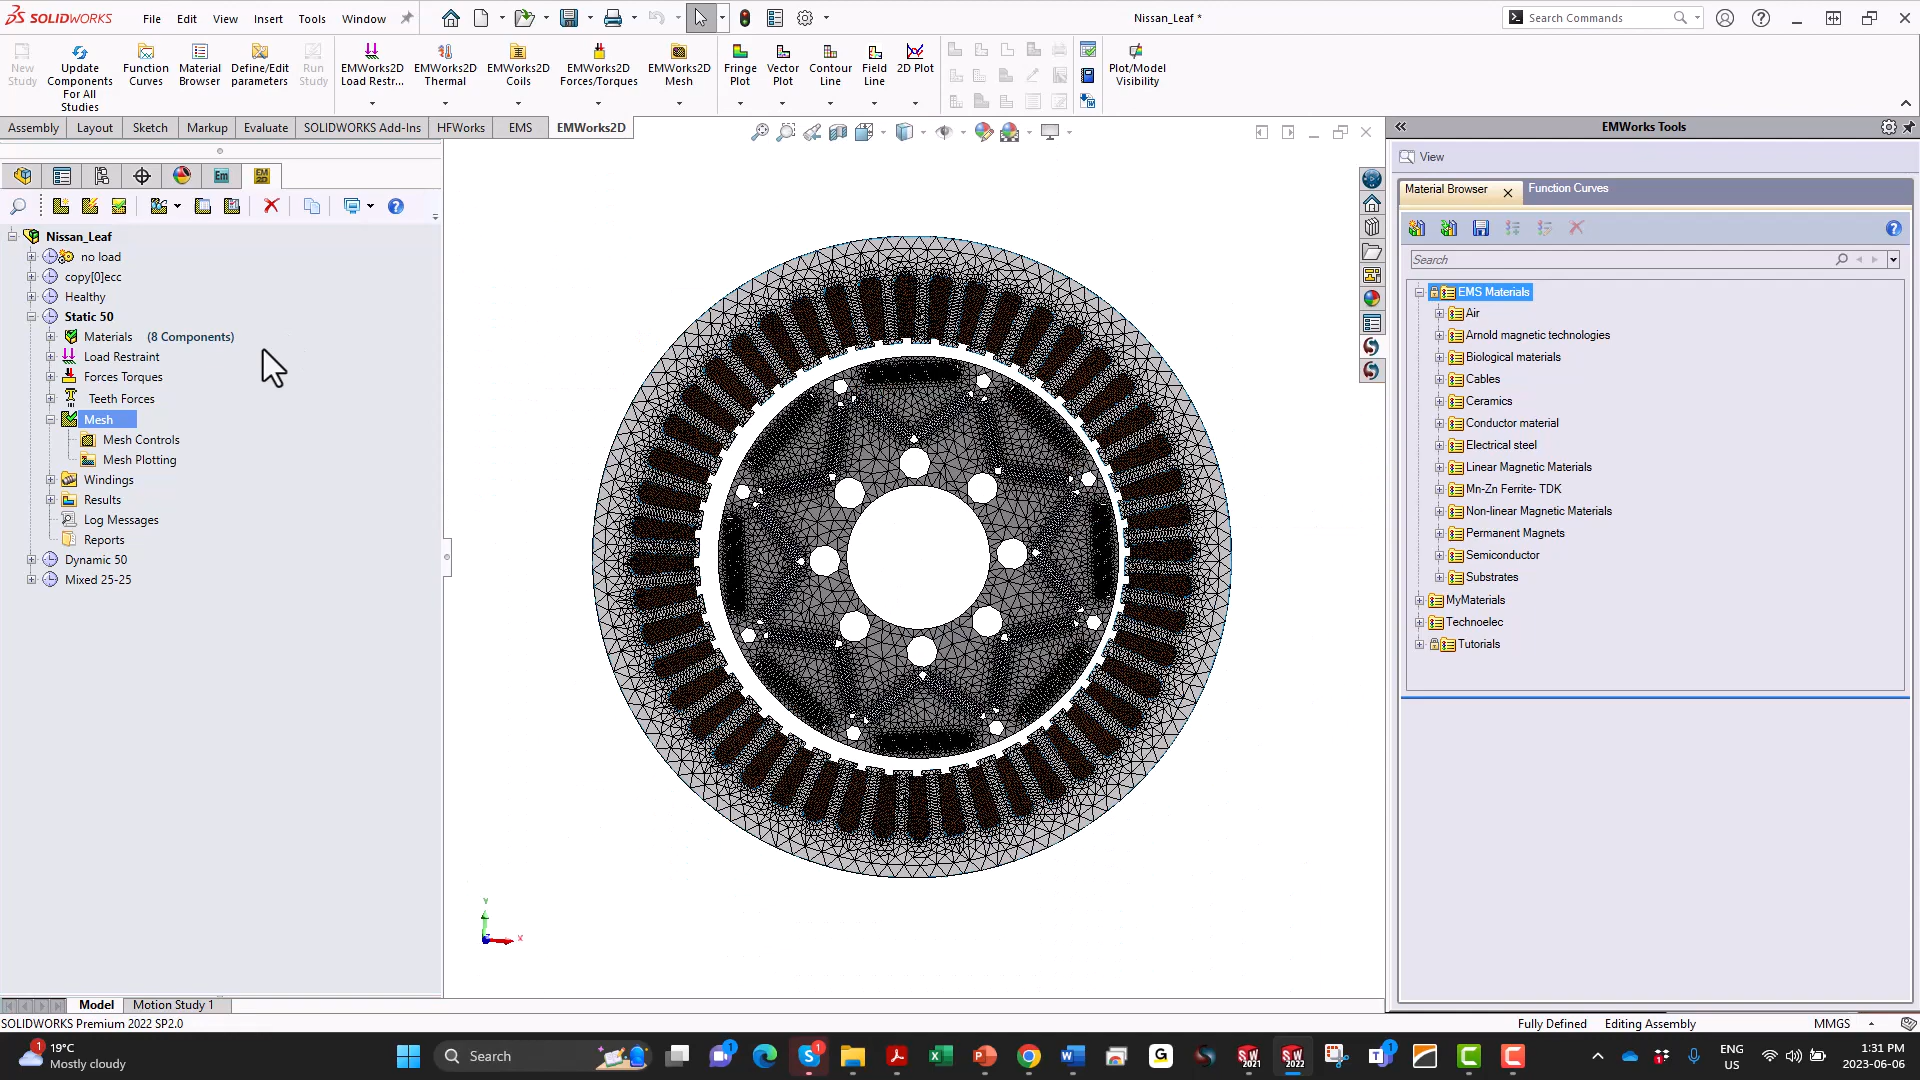 SOLIDWORKS File Edit View Insert Tools Window Nissan_Leaf * Search Commands
New Study
Update Components For All Studies
Function Curves
Material Browser
Define/Edit parameters
Run Study
EMWorks2D Load Restr...
EMWorks2D Thermal
EMWorks2D Coils
EMWorks2D Forces/Torques
EMWorks2D Mesh
Fringe Plot
Vector Plot
Contour Line
Field Line
2D Plot
Plot/Model Visibility
Assembly Layout Sketch Markup Evaluate SOLIDWORKS Add-Ins HFWorks EMS EMWorks2D
Nissan_Leaf
no load
copy[0]ecc
Healthy
Static 50
Materials (8 Components)
Load Restraint
Forces Torques
Teeth Forces
Mesh
Mesh Controls
Mesh Plotting
Windings
Results
Log Messages
Reports
Dynamic 50
Mixed 25-25
Y
X
EMWorks Tools
View
Material Browser Function Curves
Search
EMS Materials
Air
Arnold magnetic technologies
Biological materials
Cables
Ceramics
Conductor material
Electrical steel
Linear Magnetic Materials
Mn-Zn Ferrite- TDK
Non-linear Magnetic Materials
Permanent Magnets
Semiconductor
Substrates
MyMaterials
Technoelec
Tutorials
Model Motion Study 1
SOLIDWORKS Premium 2022 SP2.0 Fully Defined Editing Assembly MMGS
1 19°C
Mostly cloudy
Search
ENG
US
1:31 PM
2023-06-06